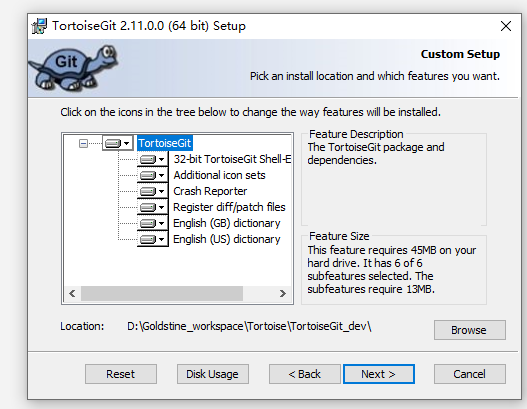 TortoiseGit 2.11.0.0 (64 bit) Setup
Git
Custom Setup
Pick an install location and which features you want.
Click on the icons in the tree below to change the way features will be installed.
TortoiseGit
32-bit TortoiseGit Shell-E
Additional icon sets
Crash Reporter
Register diff/patch files
English (GB) dictionary
English (US) dictionary
Feature Description
The TortoiseGit package and
dependencies.
Feature Size
This feature requires 45MB on your
hard drive. It has 6 of 6
subfeatures selected. The
subfeatures require 13MB.
Location: D:\Goldstine_workspace\Tortoise\TortoiseGit_dev\
Browse
Reset Disk Usage < Back Next > Cancel